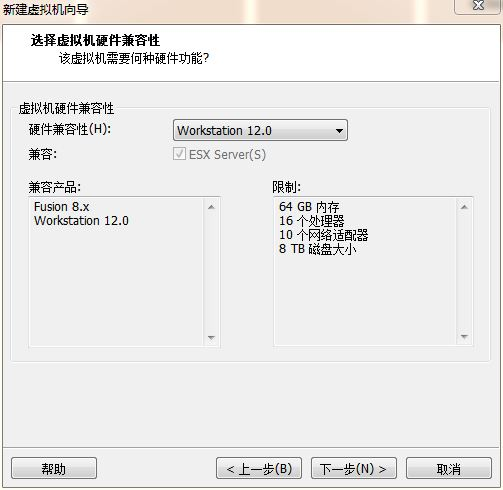 新建虚拟机向导
选择虚拟机硬件兼容性
该虚拟机需要何种硬件功能?
虚拟机硬件兼容性
硬件兼容性(H):
Workstation 12.0
兼容:
ESX Server(S)
兼容产品:
Fusion 8.x
Workstation 12.0
限制:
64 GB 内存
16 个处理器
10 个网络适配器
8 TB 磁盘大小
帮助
< 上一步(B)
下一步(N) >
取消